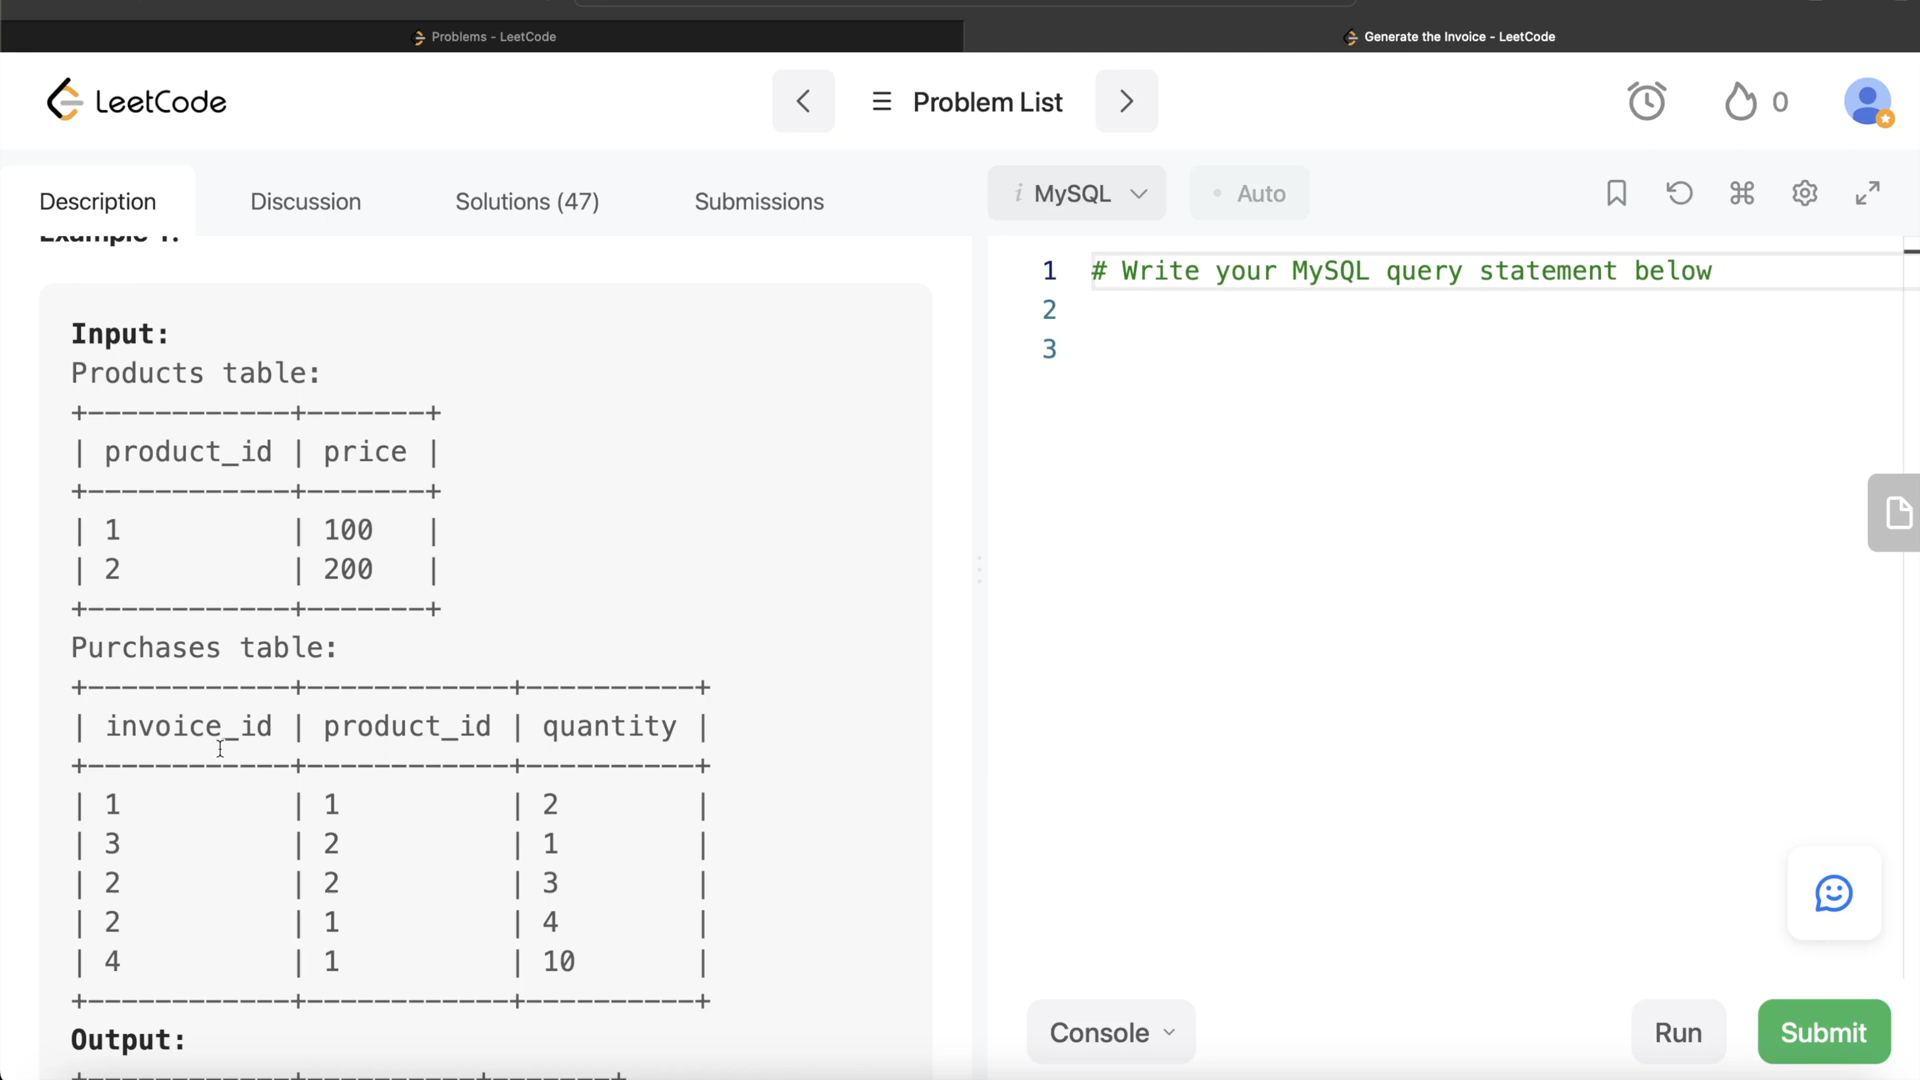 Problems - LeetCode
Generate the Invoice - LeetCode
LeetCode
Problem List
0
Description
Discussion
Solutions (47)
Submissions
i MySQL
Auto
Example 1:
Input:
Products table:
+------------+-------+
| product_id | price |
+------------+-------+
| 1          | 100   |
| 2          | 200   |
+------------+-------+
Purchases table:
+------------+------------+----------+
| invoice_id | product_id | quantity |
+------------+------------+----------+
| 1          | 1          | 2        |
| 3          | 2          | 1        |
| 2          | 2          | 3        |
| 2          | 1          | 4        |
| 4          | 1          | 10       |
+------------+------------+----------+
Output:
1 # Write your MySQL query statement below
2
3
Console
Run
Submit